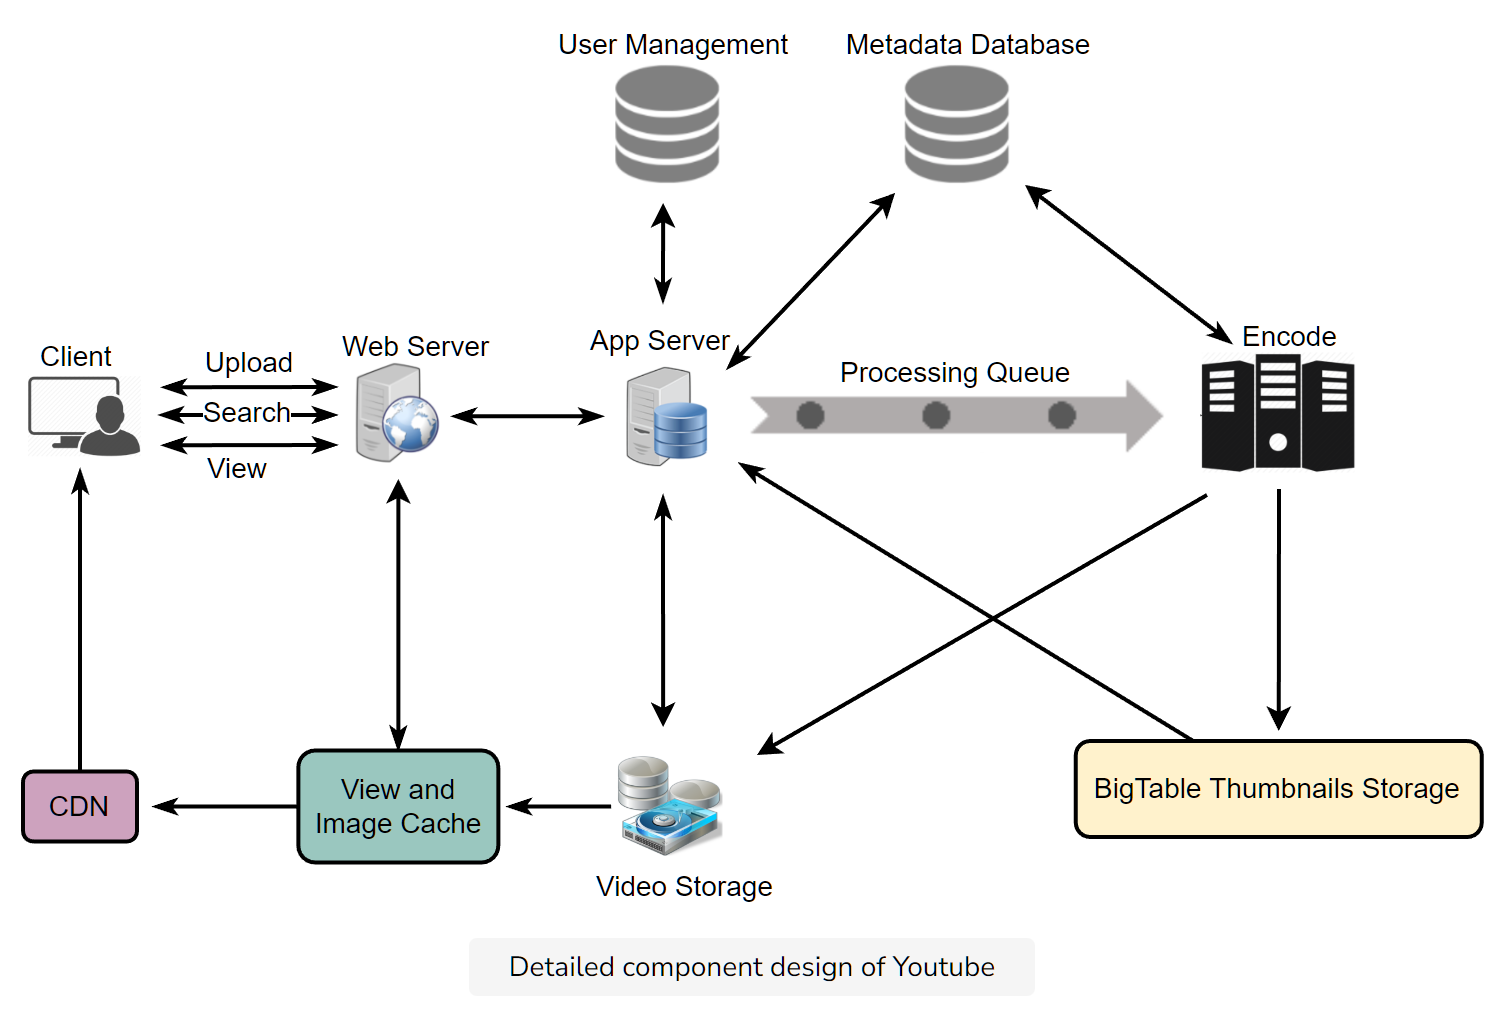 User Management
Metadata Database
Client
Upload
Search
View
Web Server
App Server
Processing Queue
Encode
CDN
View and
Image Cache
Video Storage
BigTable Thumbnails Storage
Detailed component design of Youtube